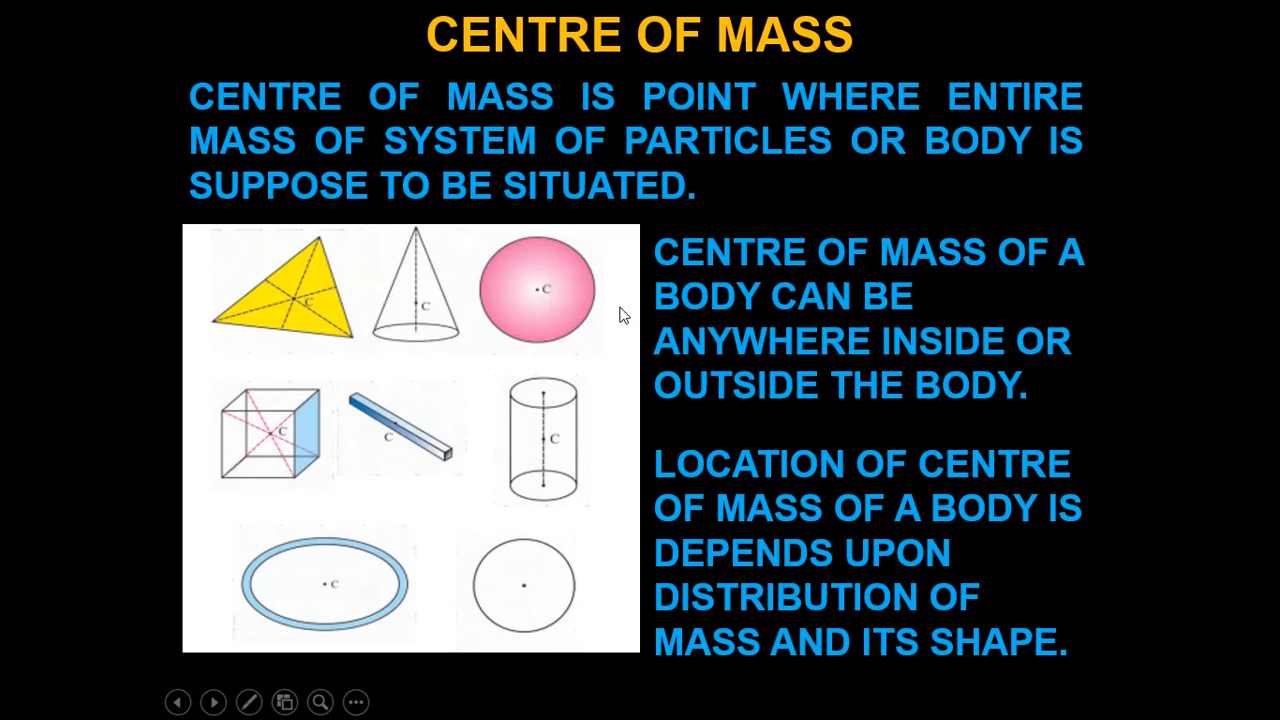 CENTRE OF MASS
CENTRE OF MASS IS POINT WHERE ENTIRE
MASS OF SYSTEM OF PARTICLES OR BODY IS
SUPPOSE TO BE SITUATED.
C
C
C
C
C
C
C
CENTRE OF MASS OF A
BODY CAN BE
ANYWHERE INSIDE OR
OUTSIDE THE BODY.
LOCATION OF CENTRE
OF MASS OF A BODY IS
DEPENDS UPON
DISTRIBUTION OF
MASS AND ITS SHAPE.